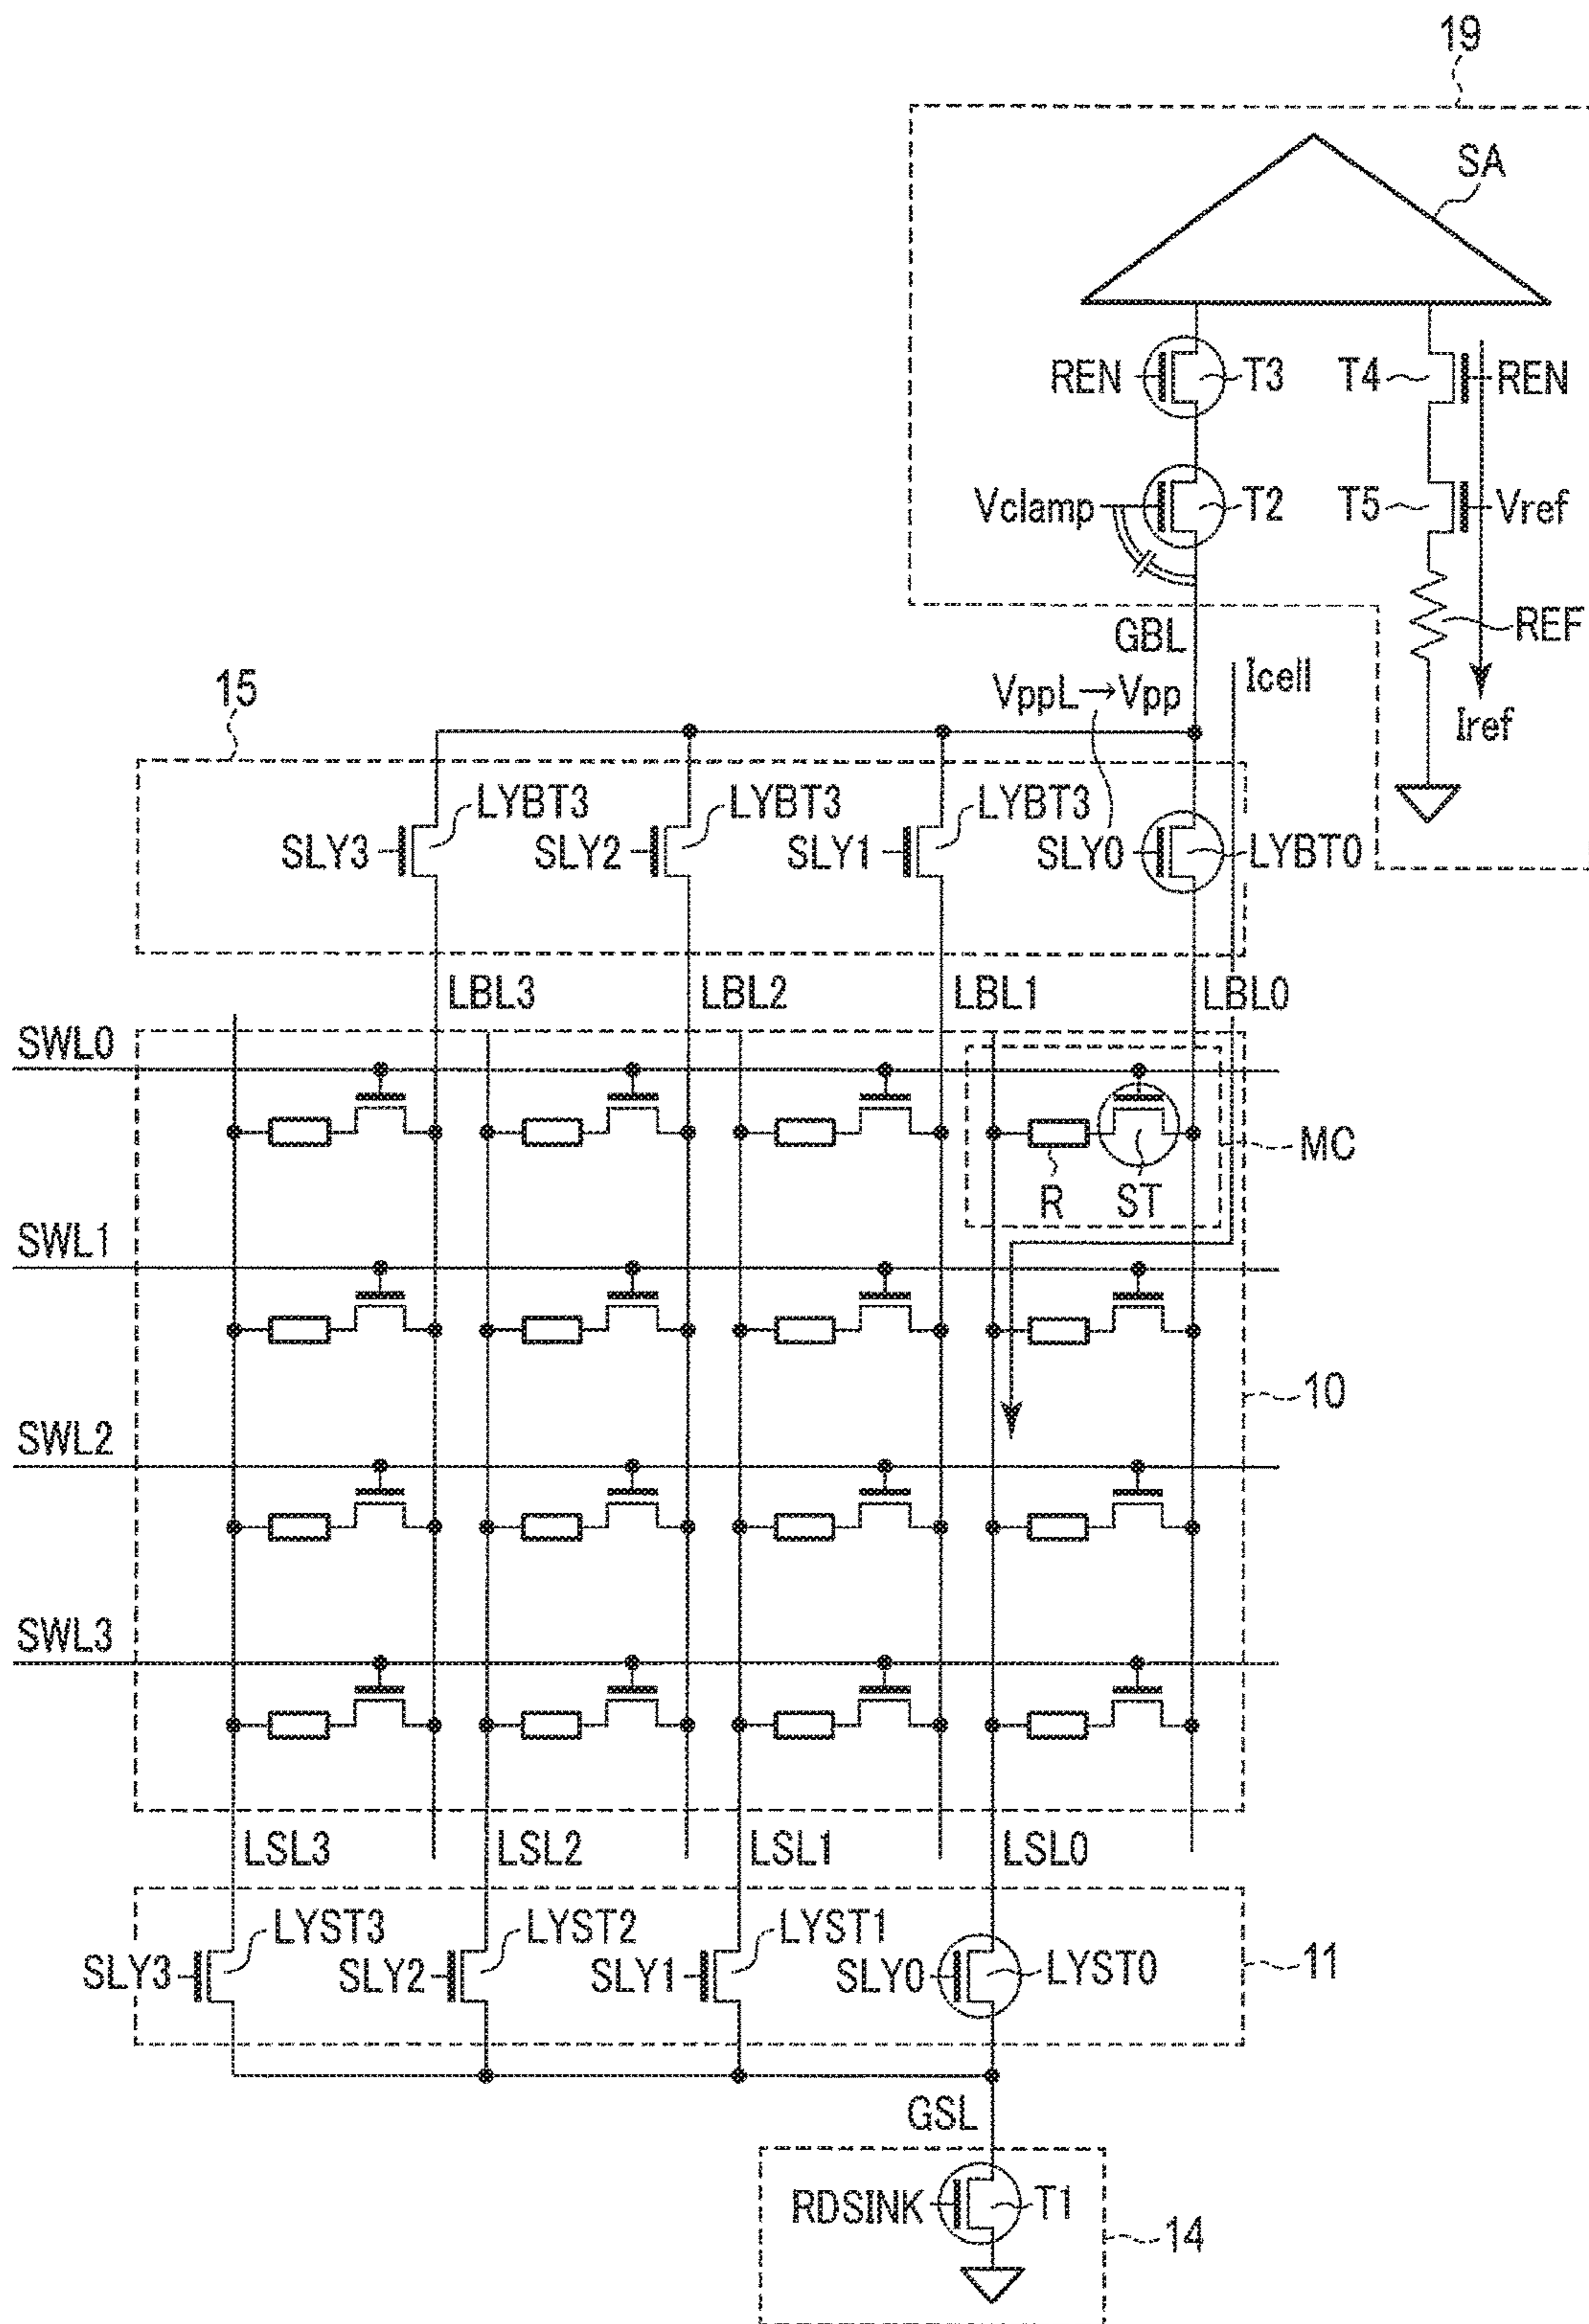 19
SA
REN
T3
T4
REN
Vclamp
T2
T5
Vref
REF
GBL
Icell
VppL→Vpp
Iref
15
LYBT3
LYBT3
LYBT3
SLY3
SLY2
SLY1
SLY0
LYBT0
LBL3
LBL2
LBL1
LBL0
SWL0
MC
R
ST
SWL1
10
SWL2
SWL3
LSL3
LSL2
LSL1
LSL0
LYST3
LYST2
LYST1
SLY3
SLY2
SLY1
SLY0
LYST0
11
GSL
RDSINK
T1
14